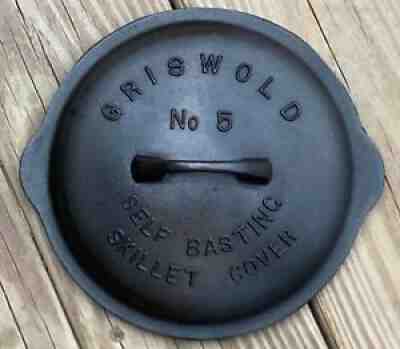 GRISWOLD
No 5
SELF BASTING
SKILLET COVER